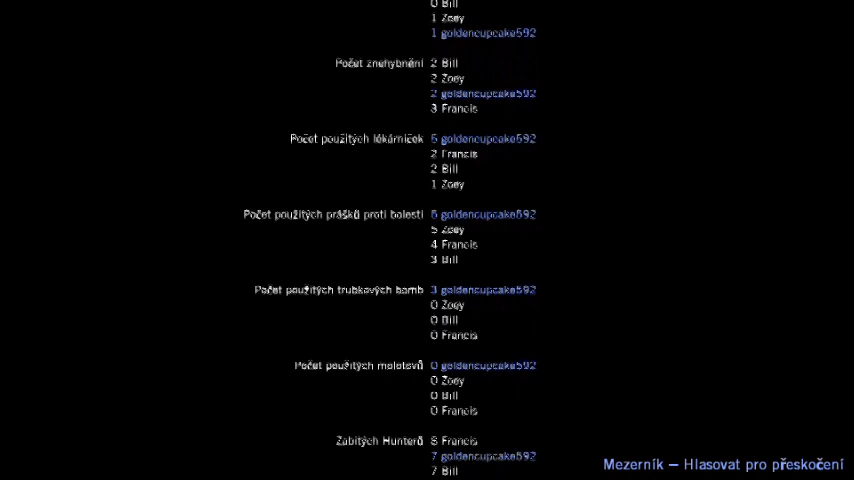 0 Bill
1 Zoey
1 goldencupcake592
Počet znehybnění 2 Bill
2 Zoey
2 goldencupcake592
3 Francis
Počet použitých lékárniček 6 goldencupcake592
2 Francis
2 Bill
1 Zoey
Počet použitých prášků proti bolesti 6 goldencupcake592
5 Zoey
4 Francis
3 Bill
Počet použitých trubkových bomb 3 goldencupcake592
0 Zoey
0 Bill
0 Francis
Počet použitých molotovů 0 goldencupcake592
0 Zoey
0 Bill
0 Francis
Zabitých Hunterů 8 Francis
7 goldencupcake592
7 Bill
Mezerník – Hlasovat pro přeskočení